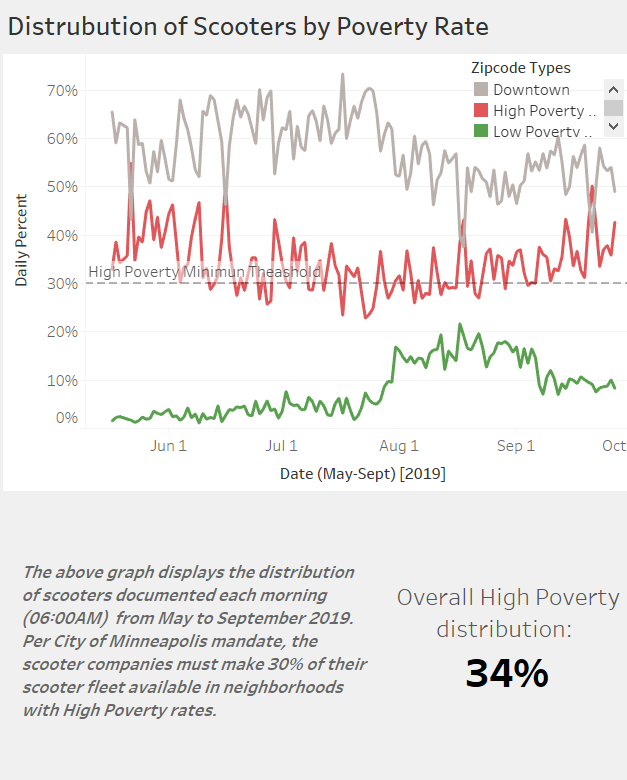 Distrubution of Scooters by Poverty Rate
Zipcode Types
Downtown
High Poverty ..
Low Poverty ..
70%
60%
50%
40%
30%
20%
10%
0%
Daily Percent
High Poverty Minimun Theashold
Jun 1
Jul 1
Aug 1
Sep 1
Oct
Date (May-Sept) [2019]
The above graph displays the distribution
of scooters documented each morning
(06:00AM) from May to September 2019.
Per City of Minneapolis mandate, the
scooter companies must make 30% of their
scooter fleet available in neighborhoods
with High Poverty rates.
Overall High Poverty
distribution:
34%